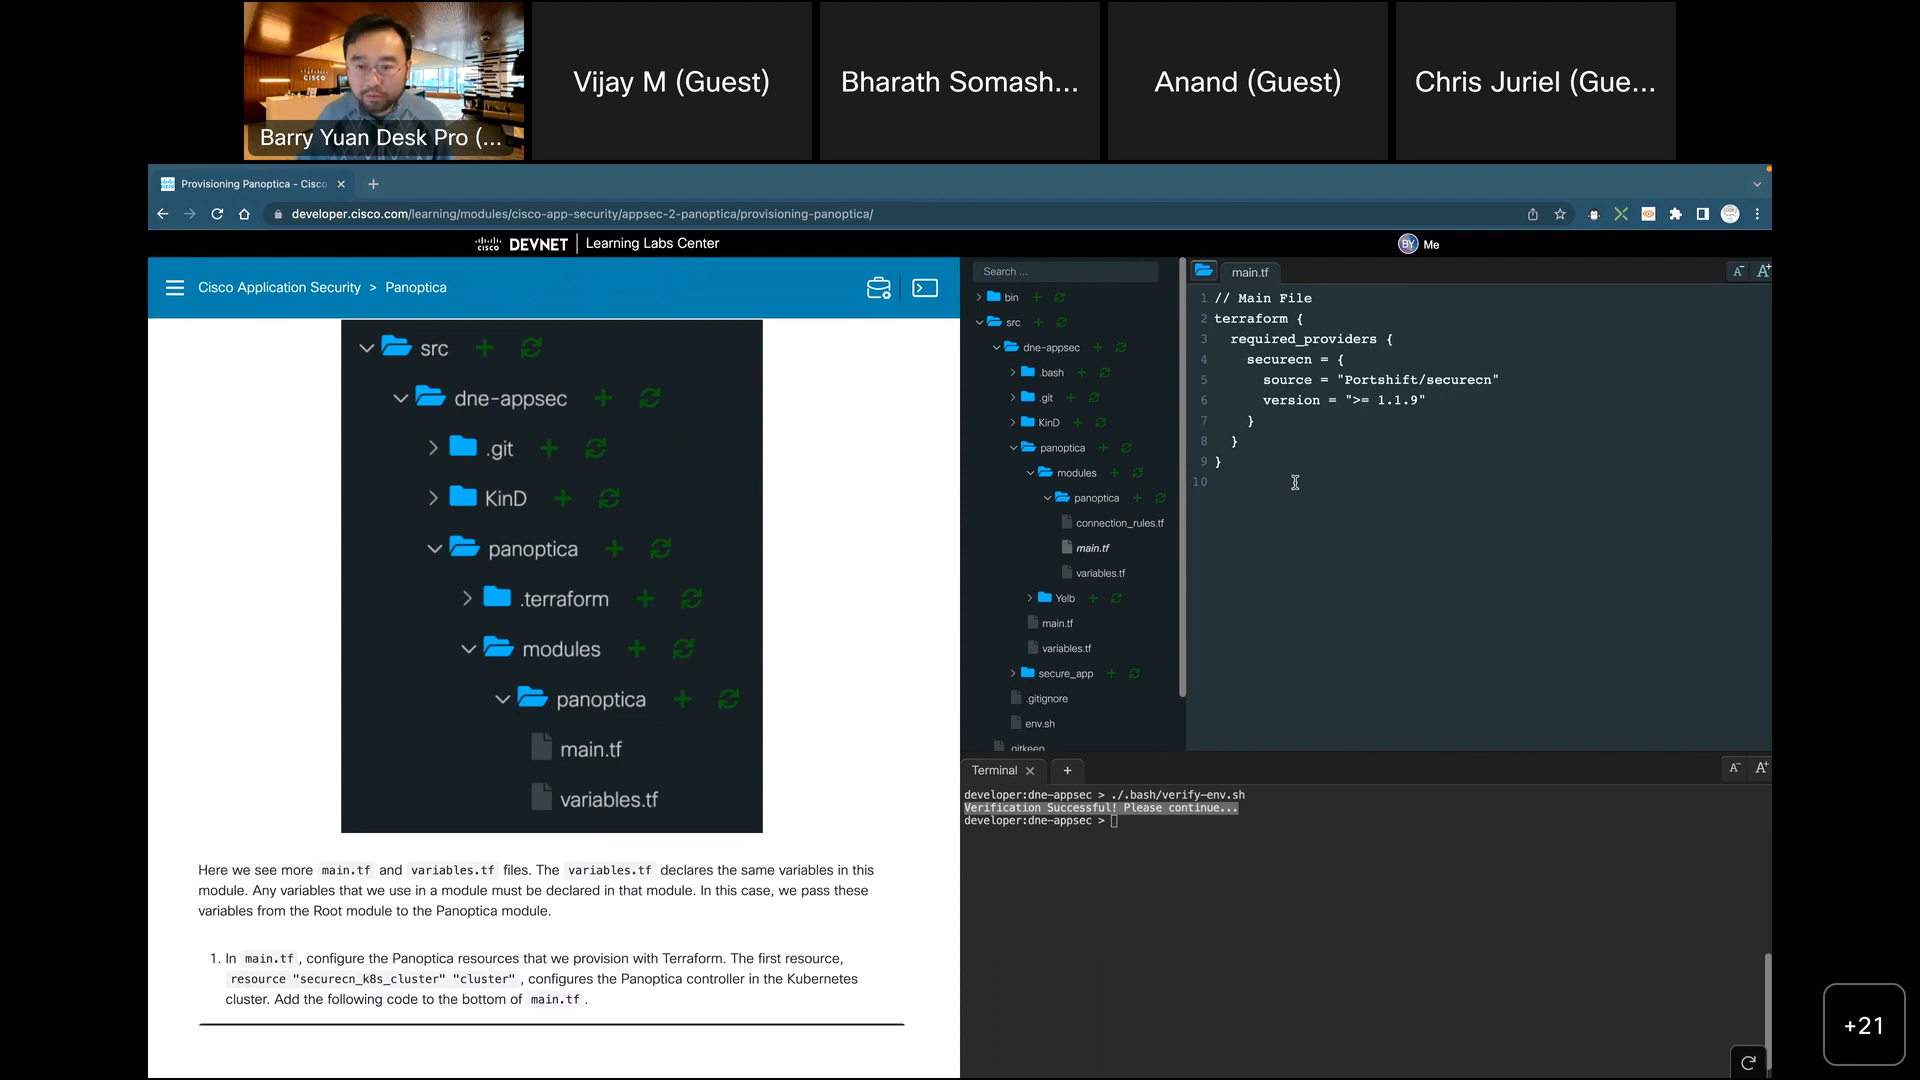 CISCO
Barry Yuan Desk Pro (...
Vijay M (Guest)
Bharath Somash...
Anand (Guest)
Chris Juriel (Gue...
Provisioning Panoptica - Cisco
developer.cisco.com/learning/modules/cisco-app-security/appsec-2-panoptica/provisioning-panoptica/
CISCO DEVNET | Learning Labs Center
BY Me
Cisco Application Security > Panoptica
src
dne-appsec
.git
KinD
panoptica
.terraform
modules
panoptica
main.tf
variables.tf
Here we see more main.tf and variables.tf files. The variables.tf declares the same variables in this
module. Any variables that we use in a module must be declared in that module. In this case, we pass these
variables from the Root module to the Panoptica module.
1. In main.tf , configure the Panoptica resources that we provision with Terraform. The first resource,
resource "securecn_k8s_cluster" "cluster" , configures the Panoptica controller in the Kubernetes
cluster. Add the following code to the bottom of main.tf .
Search ...
bin
src
dne-appsec
.bash
.git
KinD
panoptica
modules
panoptica
connection_rules.tf
main.tf
variables.tf
Yelb
main.tf
variables.tf
secure_app
.gitignore
env.sh
.gitkeep
main.tf
A- A+
1 // Main File
2 terraform {
3 required_providers {
4 securecn = {
5 source = "Portshift/securecn"
6 version = ">= 1.1.9"
7 }
8 }
9 }
10
Terminal
A- A+
developer:dne-appsec > ./.bash/verify-env.sh
Verification Successful! Please continue...
developer:dne-appsec >
+21